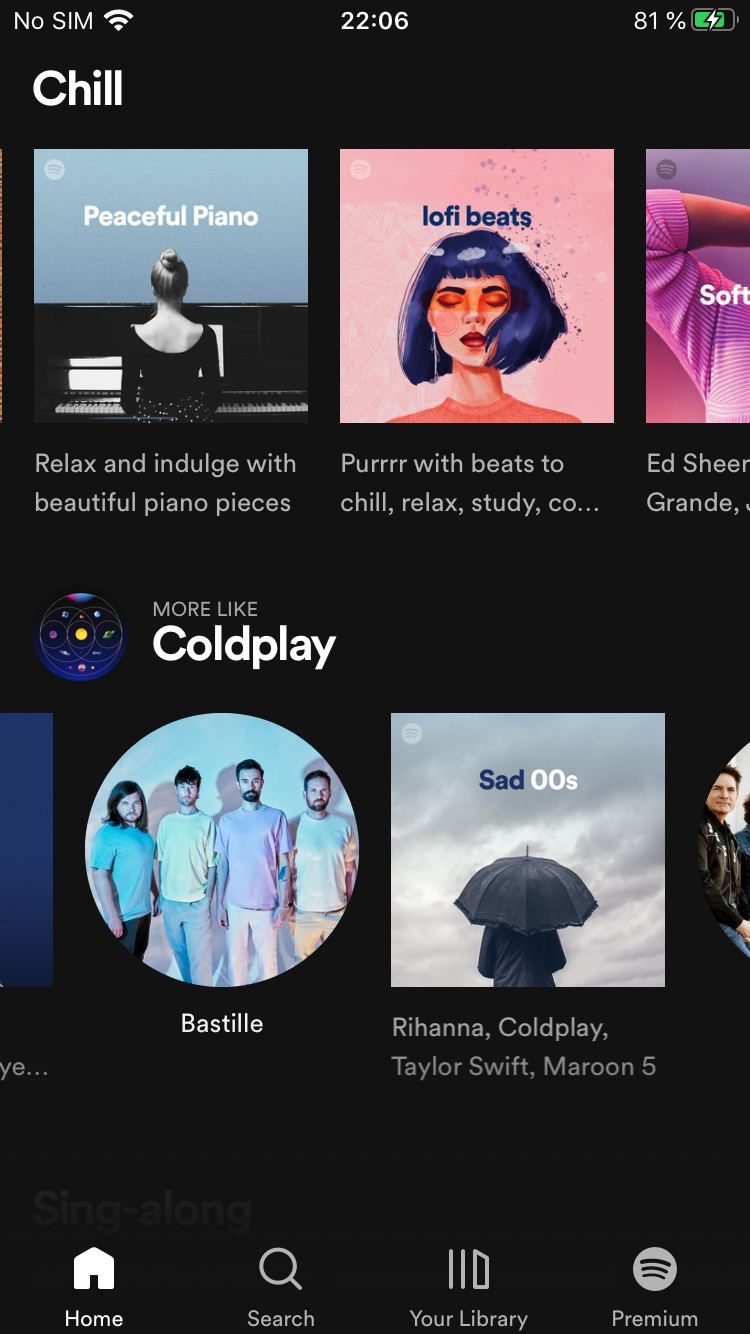 No SIM 22:06 81 %
Chill
Peaceful Piano
lofi beats
Soft
Relax and indulge with
beautiful piano pieces
Purrrr with beats to
chill, relax, study, co...
Ed Sheer
Grande,
MORE LIKE
Coldplay
Sad 00s
Bastille
ye...
Rihanna, Coldplay,
Taylor Swift, Maroon 5
Sing-along
Home
Search
Your Library
Premium